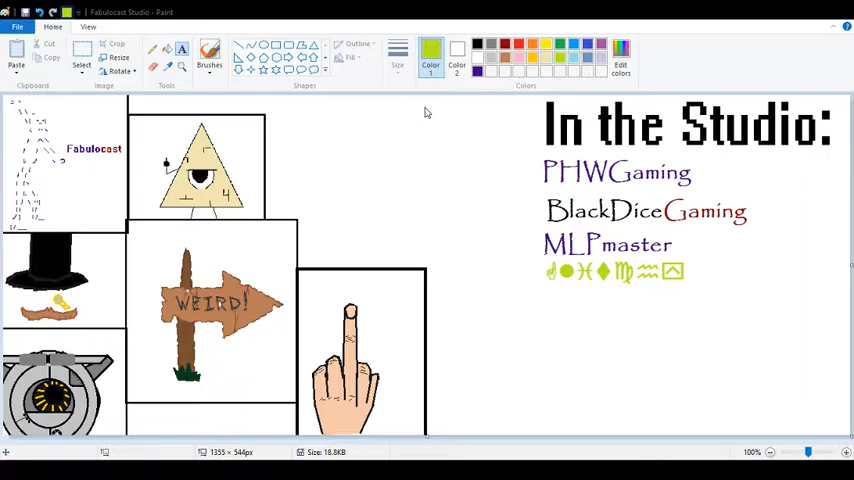 Fabulocast Studio - Paint
File
Home
View
Paste
Cut
Copy
Clipboard
Select
Crop
Resize
Rotate
Image
A
Tools
Brushes
Shapes
Outline
Fill
Size
Color 1
Color 2
Colors
Edit colors
Fabulocast
4
WEIRD!
In the Studio:
PHWGaming
BlackDiceGaming
MLPmaster
1355 × 544px
Size: 18.8KB
100%